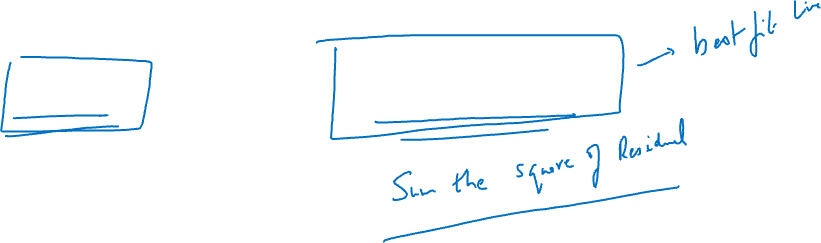 best fit Line
Sum the square of Residual